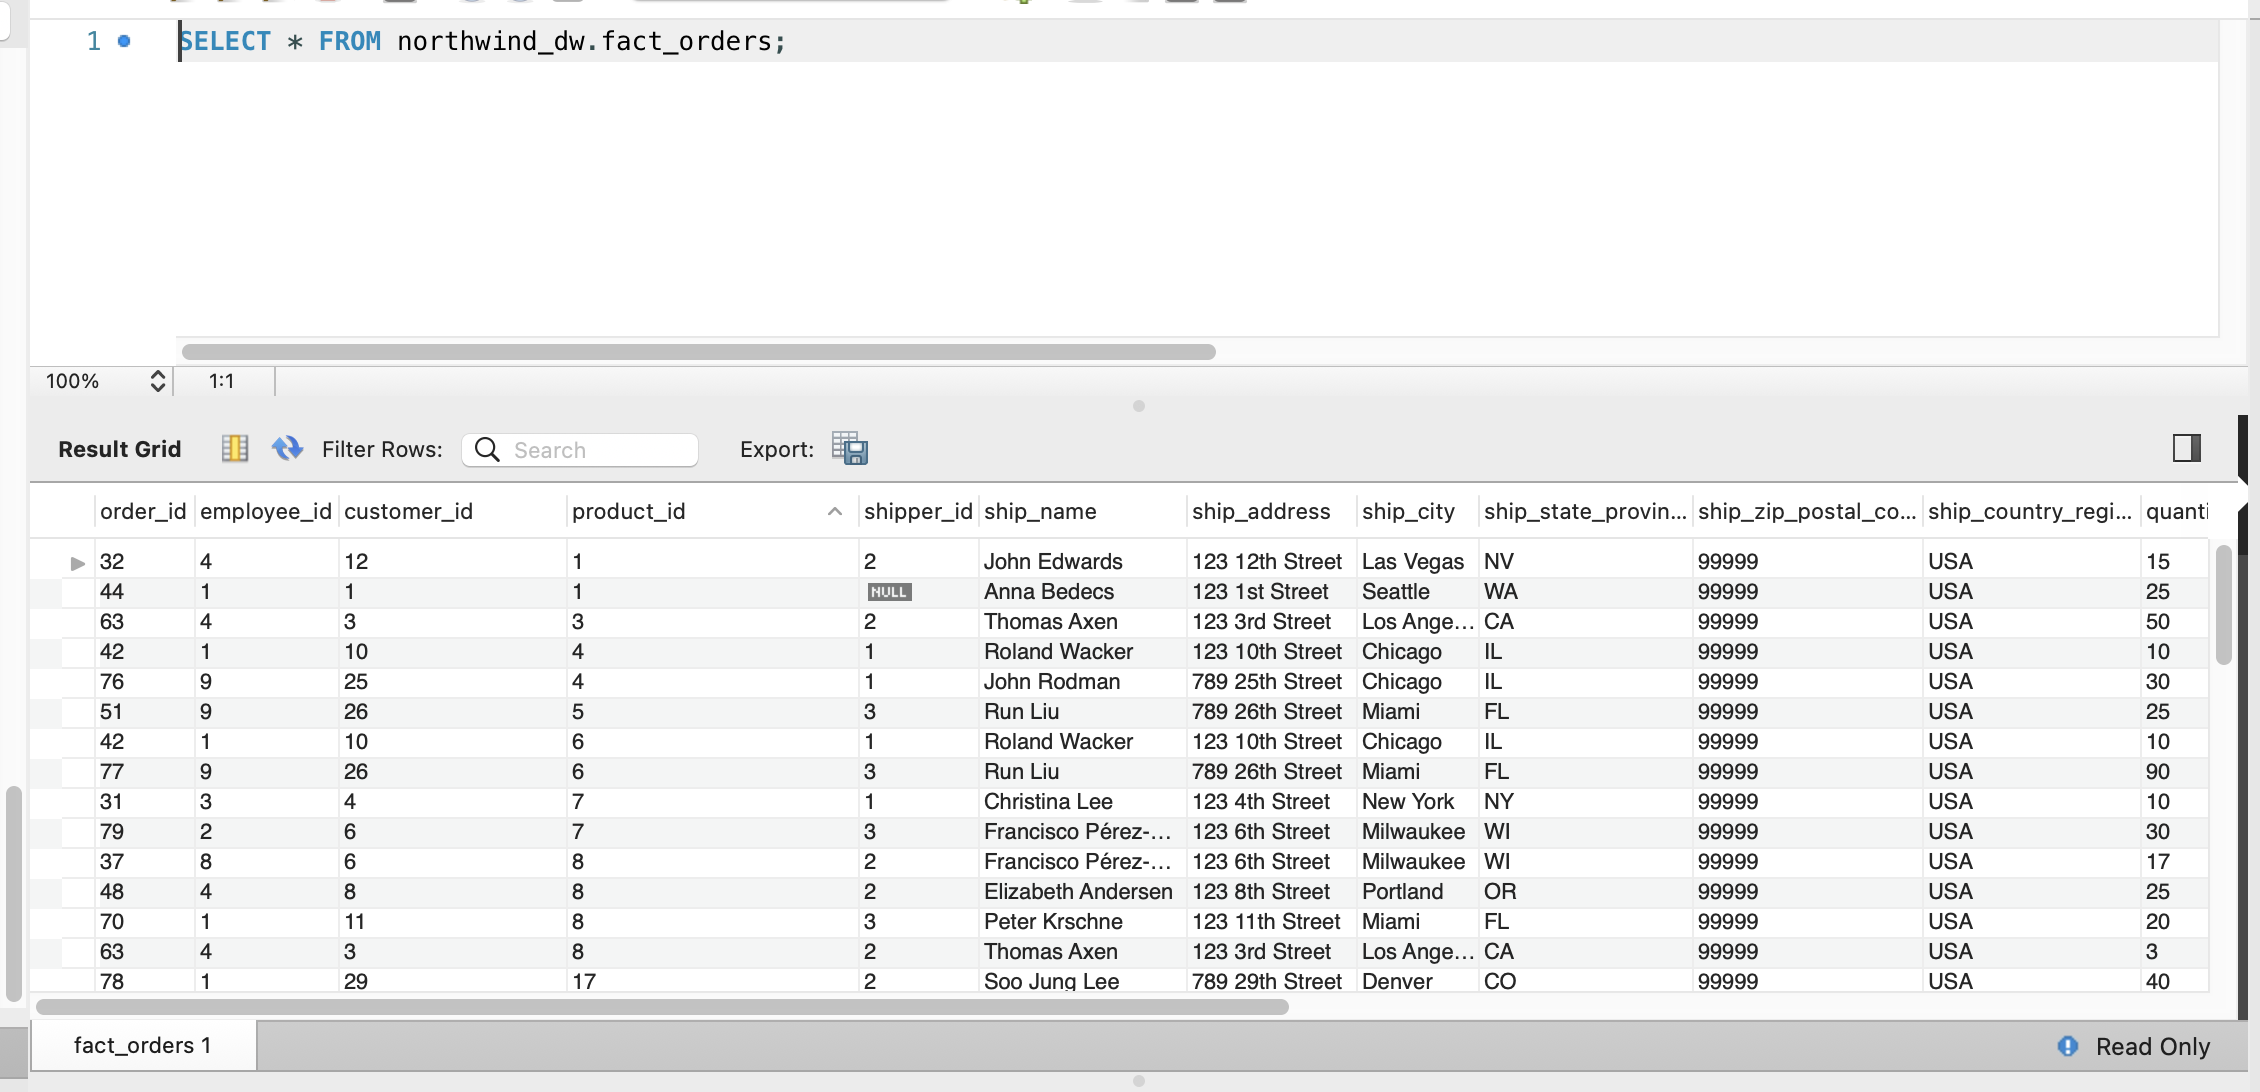 1 SELECT * FROM northwind_dw.fact_orders;
100% 1:1
Result Grid Filter Rows: Search Export:
order_id employee_id customer_id product_id shipper_id ship_name ship_address ship_city ship_state_provin... ship_zip_postal_co... ship_country_regi... quanti
32 4 12 1 2 John Edwards 123 12th Street Las Vegas NV 99999 USA 15
44 1 1 1 NULL Anna Bedecs 123 1st Street Seattle WA 99999 USA 25
63 4 3 3 2 Thomas Axen 123 3rd Street Los Ange... CA 99999 USA 50
42 1 10 4 1 Roland Wacker 123 10th Street Chicago IL 99999 USA 10
76 9 25 4 1 John Rodman 789 25th Street Chicago IL 99999 USA 30
51 9 26 5 3 Run Liu 789 26th Street Miami FL 99999 USA 25
42 1 10 6 1 Roland Wacker 123 10th Street Chicago IL 99999 USA 10
77 9 26 6 3 Run Liu 789 26th Street Miami FL 99999 USA 90
31 3 4 7 1 Christina Lee 123 4th Street New York NY 99999 USA 10
79 2 6 7 3 Francisco Pérez-... 123 6th Street Milwaukee WI 99999 USA 30
37 8 6 8 2 Francisco Pérez-... 123 6th Street Milwaukee WI 99999 USA 17
48 4 8 8 2 Elizabeth Andersen 123 8th Street Portland OR 99999 USA 25
70 1 11 8 3 Peter Krschne 123 11th Street Miami FL 99999 USA 20
63 4 3 8 2 Thomas Axen 123 3rd Street Los Ange... CA 99999 USA 3
78 1 29 17 2 Soo Jung Lee 789 29th Street Denver CO 99999 USA 40
fact_orders 1 Read Only